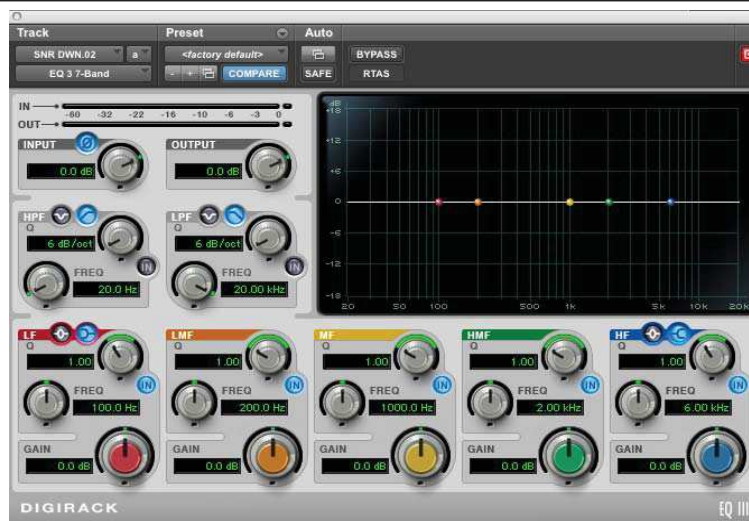 Track Preset Auto
SNR DWN.02 a <factory default> BYPASS
EQ 3 7-Band - + COMPARE SAFE RTAS
IN
-60 -32 -22 -16 -10 -6 -3 0
OUT
INPUT OUTPUT
0.0 dB 0.0 dB
HPF LPF
Q Q
6 dB/oct IN 6 dB/oct IN
FREQ FREQ
20.0 Hz 20.00 kHz
dB
+18
+12
+6
0
-6
-12
-18
20 50 100 500 1k 5k 10k 20k
LF LMF MF HMF HF
Q Q Q Q Q
1.00 1.00 1.00 1.00 1.00
IN IN IN IN IN
FREQ FREQ FREQ FREQ FREQ
100.0 Hz 200.0 Hz 1000.0 Hz 2.00 kHz 6.00 kHz
GAIN GAIN GAIN GAIN GAIN
0.0 dB 0.0 dB 0.0 dB 0.0 dB 0.0 dB
DIGIRACK EQ III